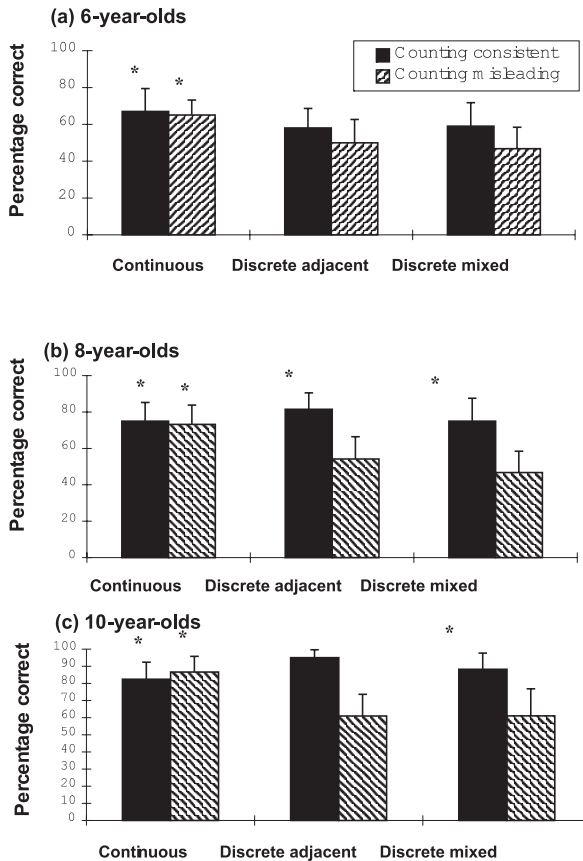 (a) 6-year-olds
Counting consistent
Counting misleading
Percentage correct
100
80
60
40
20
0
* *
Continuous Discrete adjacent Discrete mixed
(b) 8-year-olds
Percentage correct
100
80
60
40
20
0
* * * *
Continuous Discrete adjacent Discrete mixed
(c) 10-year-olds
Percentage correct
100
90
80
70
60
50
40
30
20
10
0
* * *
Continuous Discrete adjacent Discrete mixed